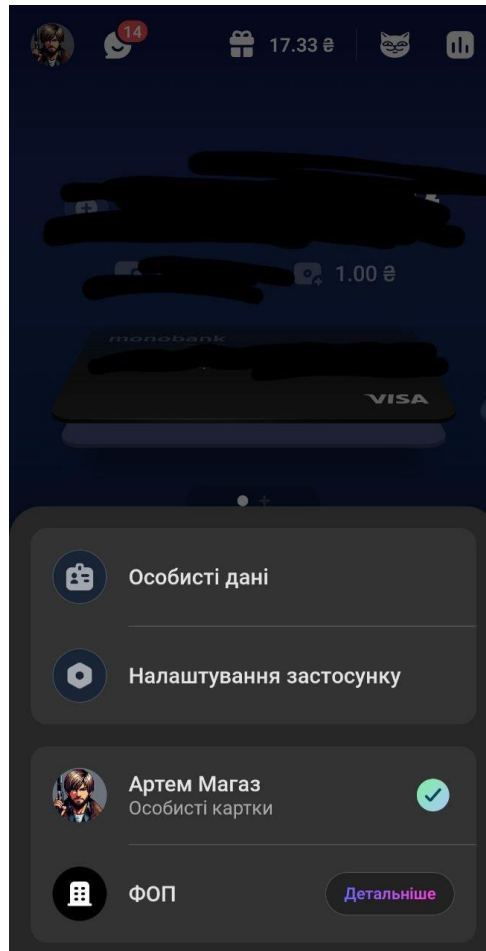 14
17.33 ₴
1.00 ₴
monobank
VISA
Особисті дані
Налаштування застосунку
Артем Магаз
Особисті картки
ФОП
Детальніше